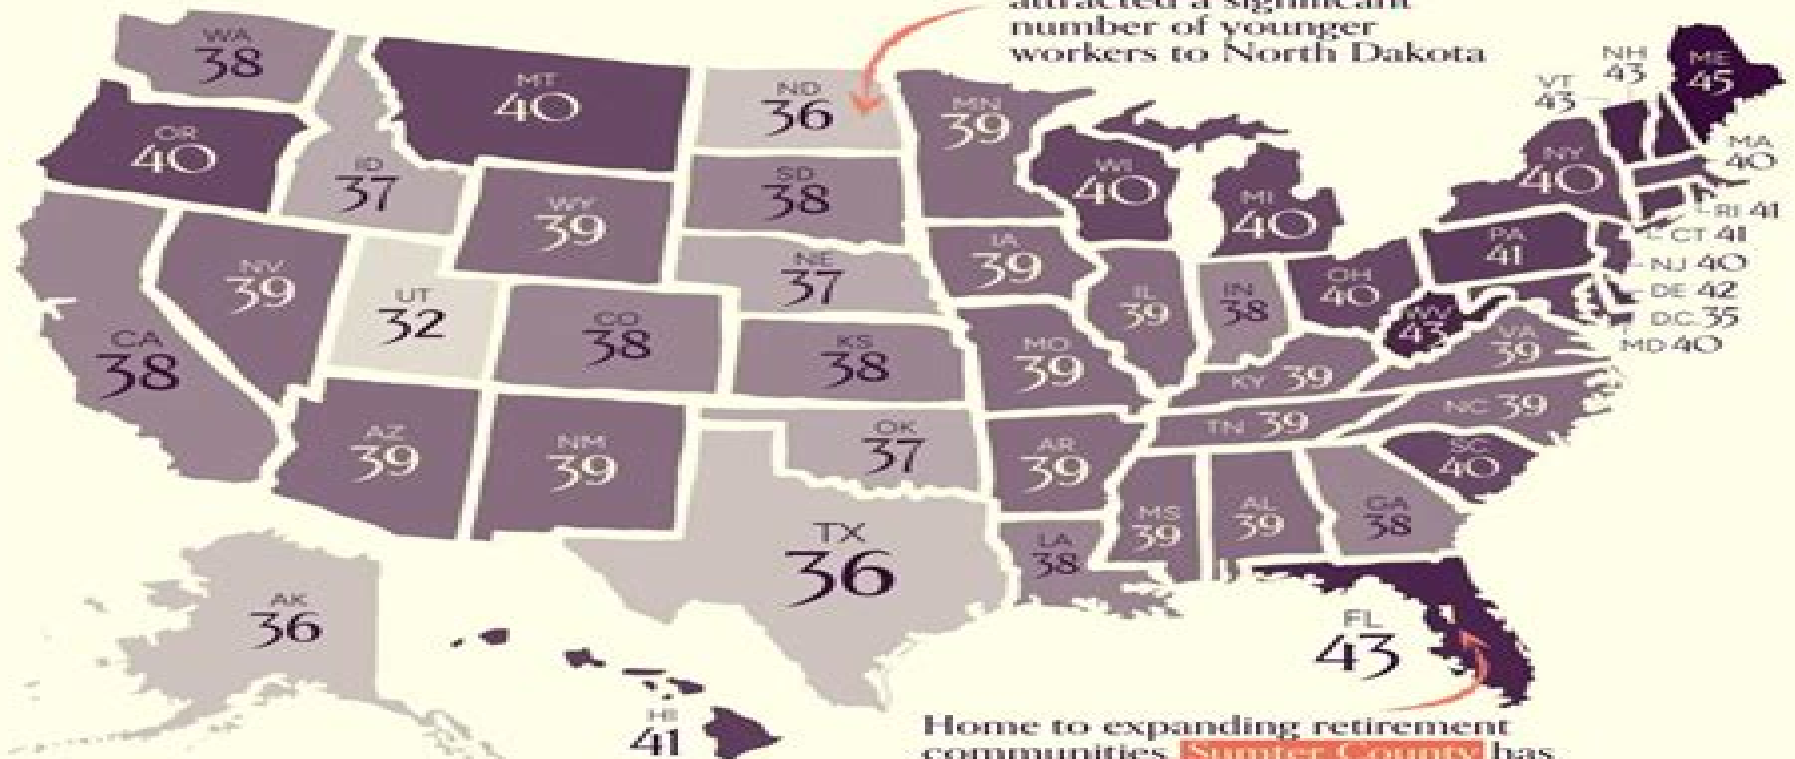 attracted a significant
number of younger
workers to North Dakota
WA
38
MT
40
ND
36
MN
39
NH
43
ME
45
VT
43
OR
40
ID
37
SD
38
WI
40
MI
40
NY
40
MA
40
WY
39
RI 41
CT 41
NV
39
UT
32
NE
37
IA
39
PA
41
NJ 40
CO
38
IL
39
IN
38
OH
40
DE 42
D.C. 35
MD 40
WV
43
VA
39
CA
38
KS
38
MO
39
KY 39
AZ
39
NM
39
OK
37
AR
39
TN 39
NC 39
SC
40
TX
36
LA
38
MS
39
AL
39
GA
38
AK
36
FL
43
HI
41
Home to expanding retirement
communities, Sumter County has